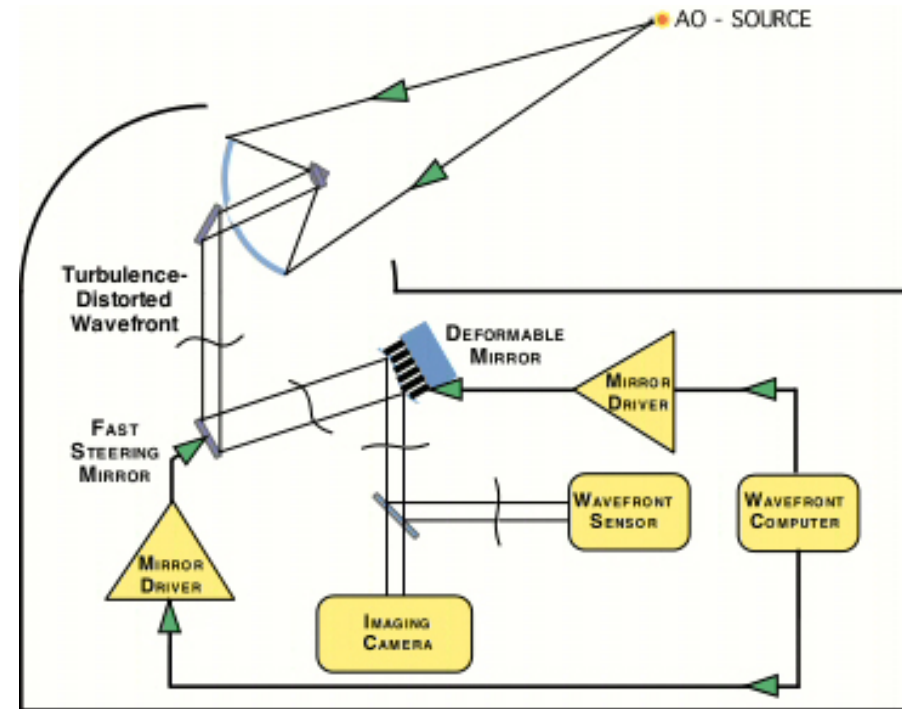 AO - SOURCE
Turbulence-
Distorted
Wavefront
DEFORMABLE
MIRROR
MIRROR
DRIVER
FAST
STEERING
MIRROR
WAVEFRONT
SENSOR
WAVEFRONT
COMPUTER
MIRROR
DRIVER
IMAGING
CAMERA